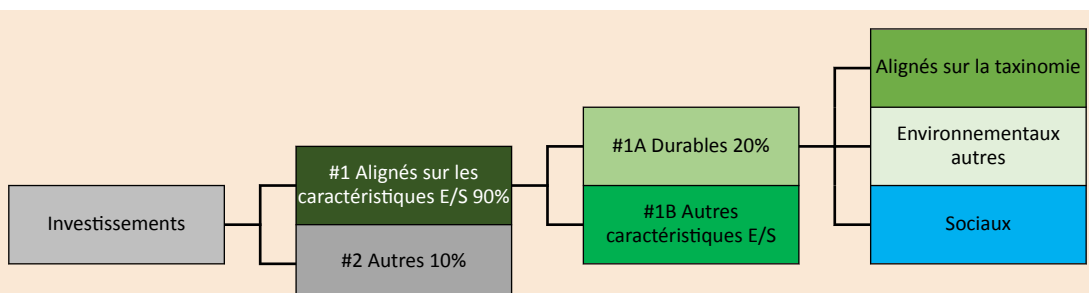 Investissements
#1 Alignés sur les
caractéristiques E/S 90%
#2 Autres 10%
#1A Durables 20%
#1B Autres
caractéristiques E/S
Alignés sur la taxinomie
Environnementaux
autres
Sociaux